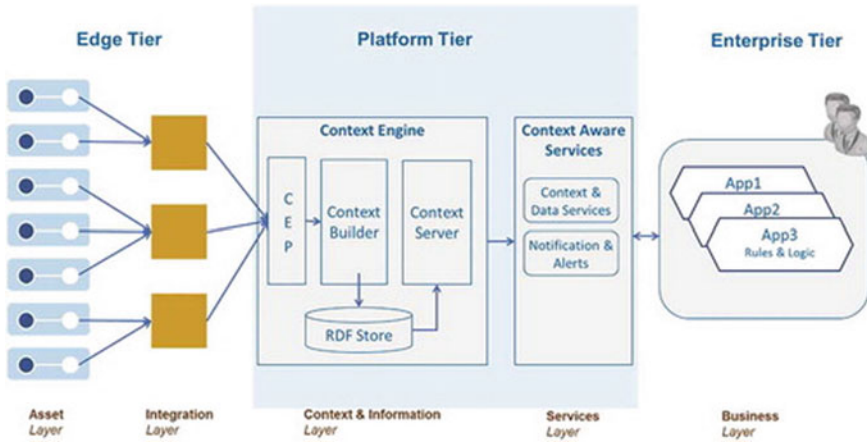 Edge Tier
Platform Tier
Enterprise Tier
Context Engine
C
E
P
Context
Builder
Context
Server
RDF Store
Context Aware
Services
Context &
Data Services
Notification &
Alerts
App1
App2
App3
Rules & Logic
Asset
Layer
Integration
Layer
Context & Information
Layer
Services
Layer
Business
Layer